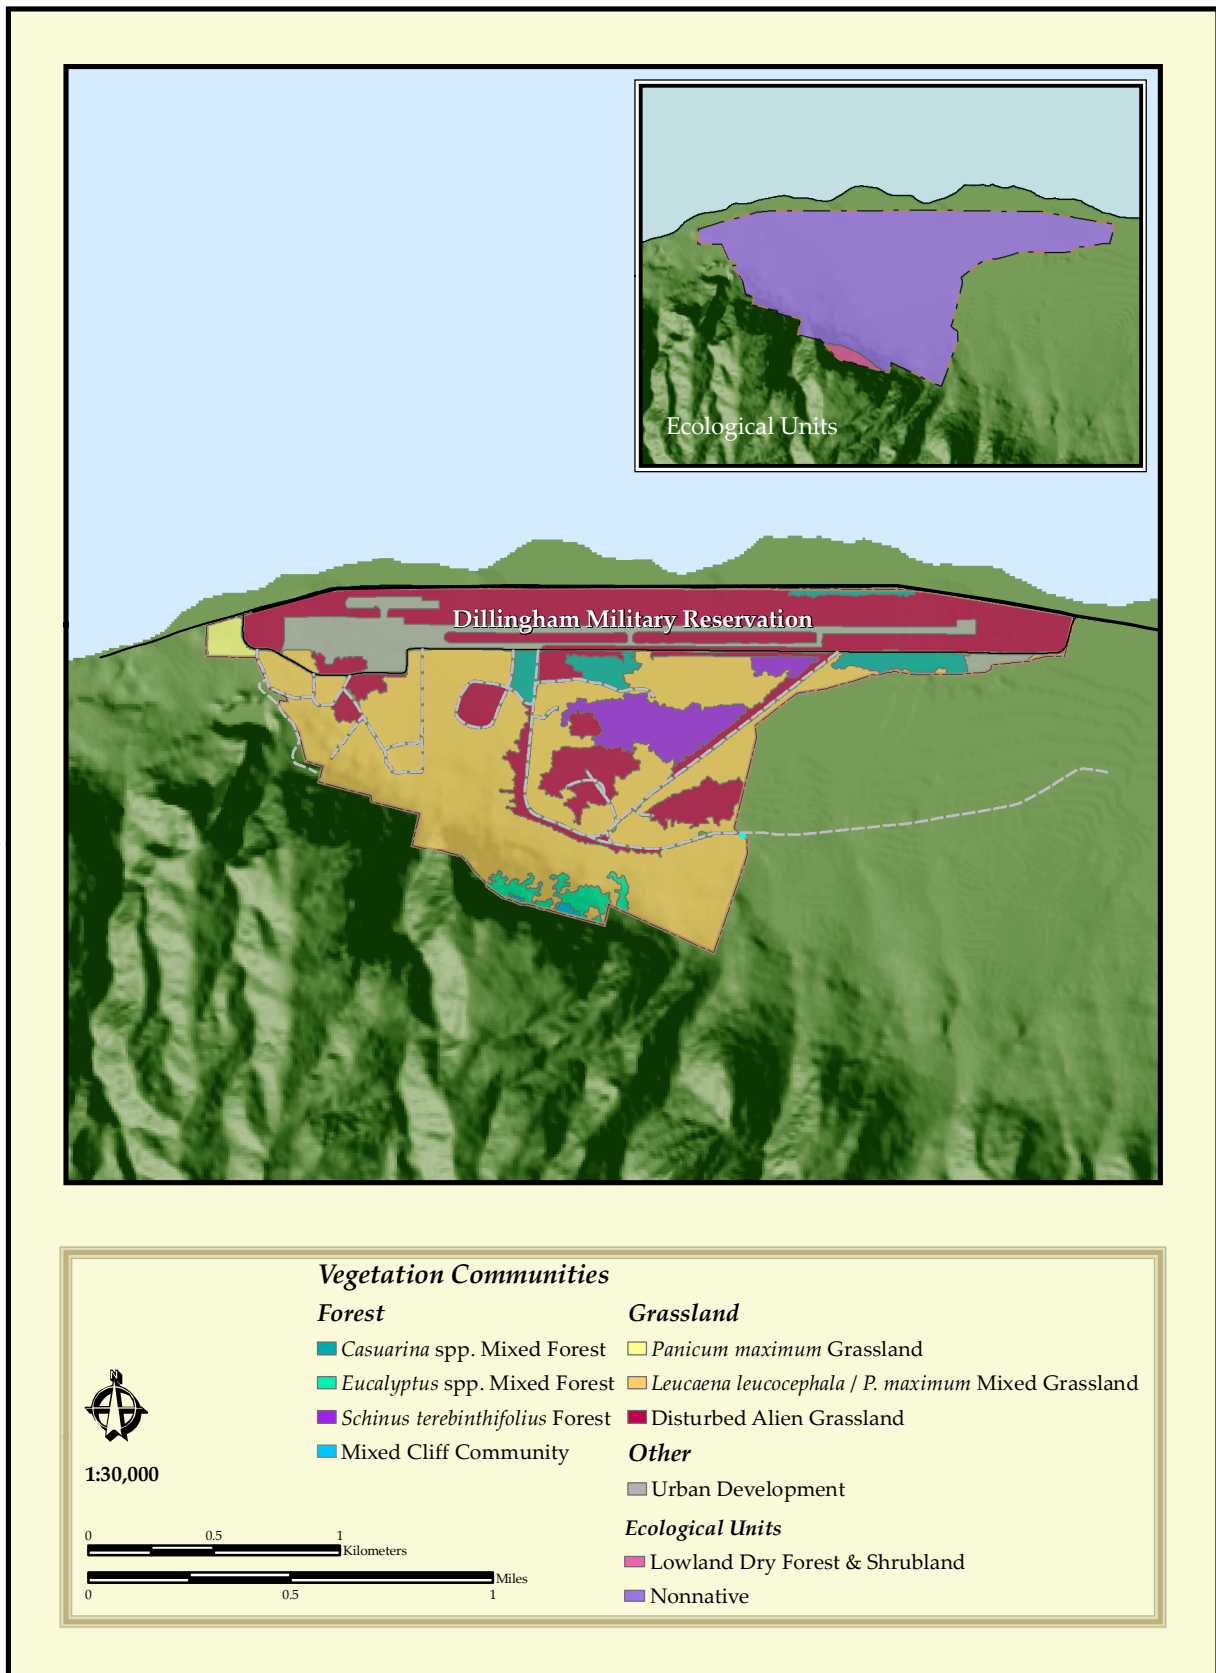 Ecological Units
Dillingham Military Reservation
Vegetation Communities
Forest
Casuarina spp. Mixed Forest
Eucalyptus spp. Mixed Forest
Schinus terebinthifolius Forest
Mixed Cliff Community
Grassland
Panicum maximum Grassland
Leucaena leucocephala / P. maximum Mixed Grassland
Disturbed Alien Grassland
Other
Urban Development
Ecological Units
Lowland Dry Forest & Shrubland
Nonnative
N
1:30,000
0 0.5 1
Kilometers
Miles
0 0.5 1